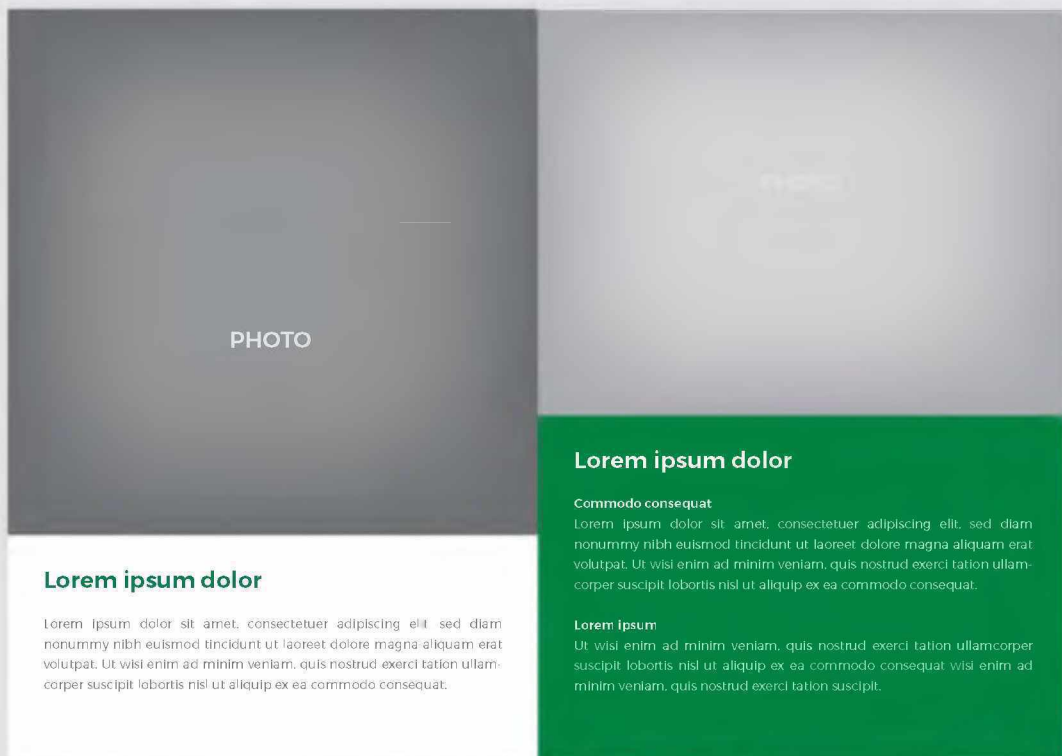 PHOTO
Lorem ipsum dolor
Lorem ipsum dolor sit amet, consectetuer adipiscing elit sed diam
nonummy nibh euismod tincidunt ut laoreet dolore magna aliquam erat
volutpat. Ut wisi enim ad minim veniam, quis nostrud exerci tation ullam-
corper suscipit lobortis nisl ut aliquip ex ea commodo consequat.
Lorem ipsum dolor
Commodo consequat
Lorem ipsum dolor sit amet, consectetuer adipiscing elit, sed diam
nonummy nibh euismod tincidunt ut laoreet dolore magna aliquam erat
volutpat. Ut wisi enim ad minim veniam, quis nostrud exerci tation ullam-
corper suscipit lobortis nisl ut aliquip ex ea commodo consequat.
Lorem ipsum
Ut wisi enim ad minim veniam, quis nostrud exerci tation ullamcorper
suscipit lobortis nisl ut aliquip ex ea commodo consequat wisi enim ad
minim veniam, quis nostrud exerci tation suscipit.